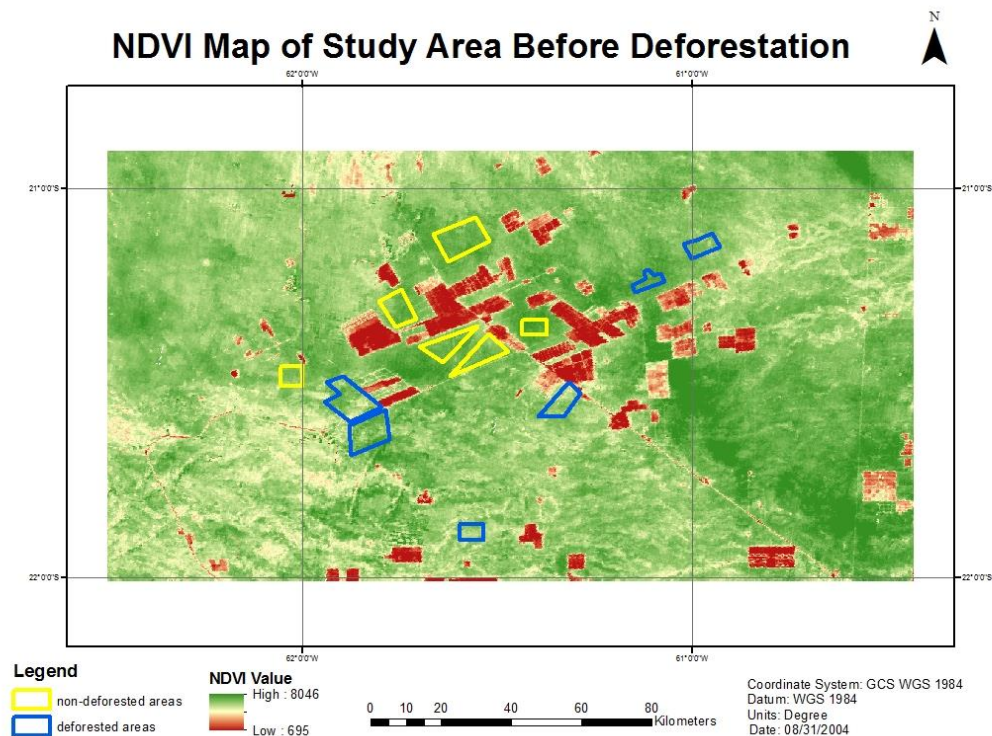 NDVI Map of Study Area Before Deforestation
N
62°0'0"W
61°0'0"W
21°0'0"S
21°0'0"S
22°0'0"S
22°0'0"S
62°0'0"W
61°0'0"W
Legend
non-deforested areas
deforested areas
NDVI Value
High : 8046
Low : 695
0 10 20 40 60 80
Kilometers
Coordinate System: GCS WGS 1984
Datum: WGS 1984
Units: Degree
Date: 08/31/2004